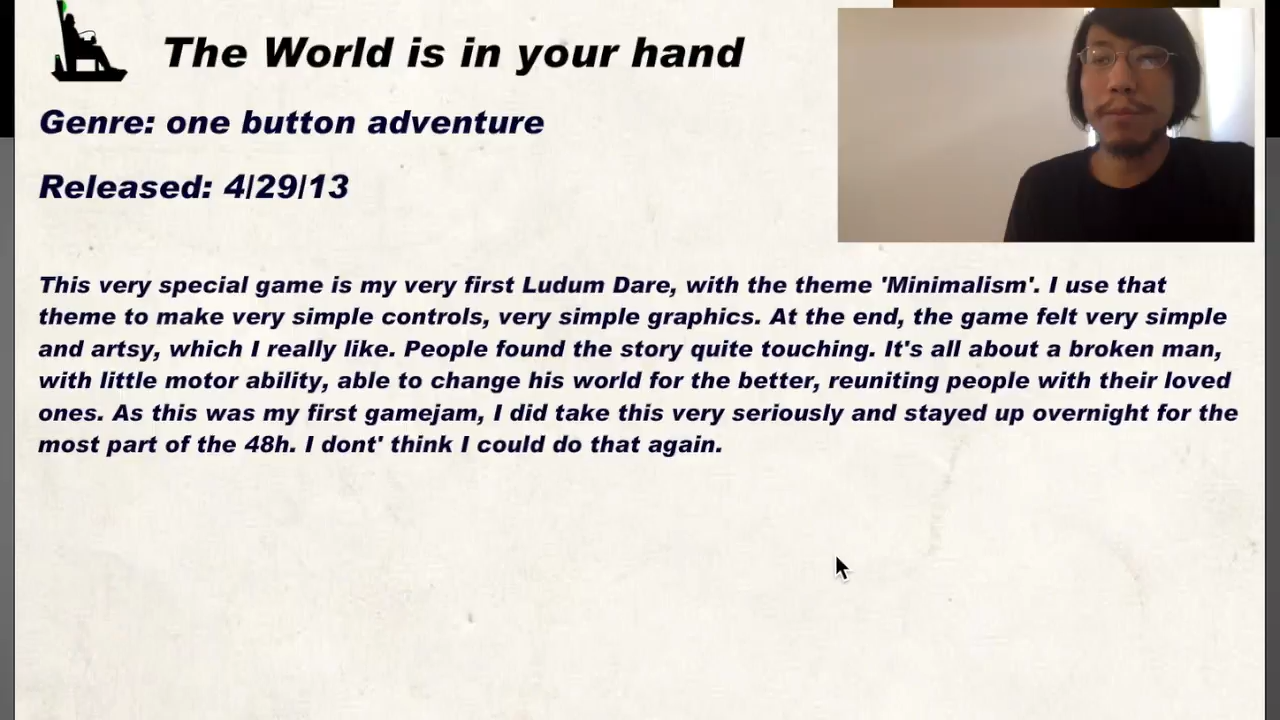 The World is in your hand
Genre: one button adventure
Released: 4/29/13
This very special game is my very first Ludum Dare, with the theme 'Minimalism'. I use that
theme to make very simple controls, very simple graphics. At the end, the game felt very simple
and artsy, which I really like. People found the story quite touching. It's all about a broken man,
with little motor ability, able to change his world for the better, reuniting people with their loved
ones. As this was my first gamejam, I did take this very seriously and stayed up overnight for the
most part of the 48h. I dont' think I could do that again.